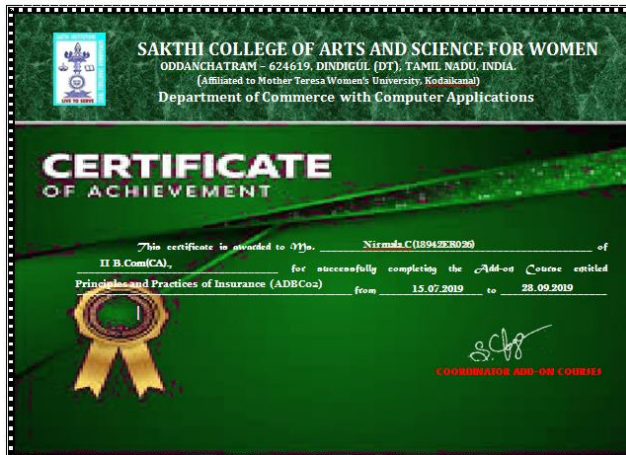 SAKTHI COLLEGE OF ARTS AND SCIENCE FOR WOMEN
ODDANCHATRAM – 624619, DINDIGUL (DT), TAMIL NADU, INDIA.
(Affiliated to Mother Teresa Women's University, Kodaikanal)
Department of Commerce with Computer Applications
LIVE TO SERVE
CERTIFICATE
OF ACHIEVEMENT
This certificate is awarded to Ms. Nirmala.C(18942ER026) of
II B.Com(CA)., for successfully completing the Add-on Course entitled
Principles and Practices of Insurance (ADBC02) from 15.07.2019 to 28.09.2019
COORDINATOR ADD-ON COURSES